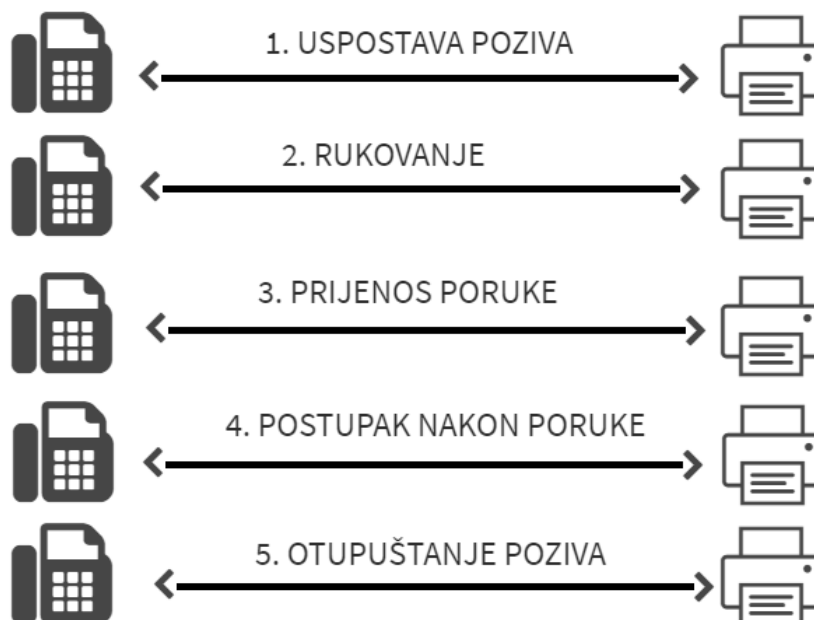 1. USPOSTAVA POZIVA
2. RUKOVANJE
3. PRIJENOS PORUKE
4. POSTUPAK NAKON PORUKE
5. OTUPUŠTANJE POZIVA